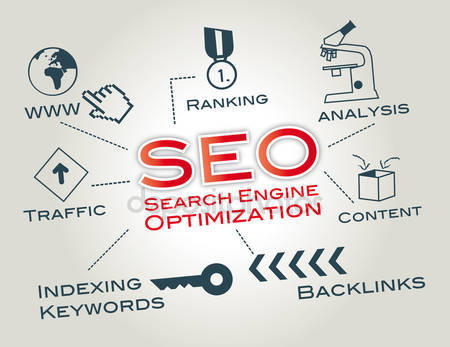 1.
WWW
RANKING
ANALYSIS
SEO
SEARCH ENGINE
OPTIMIZATION
TRAFFIC
CONTENT
INDEXING
KEYWORDS
BACKLINKS